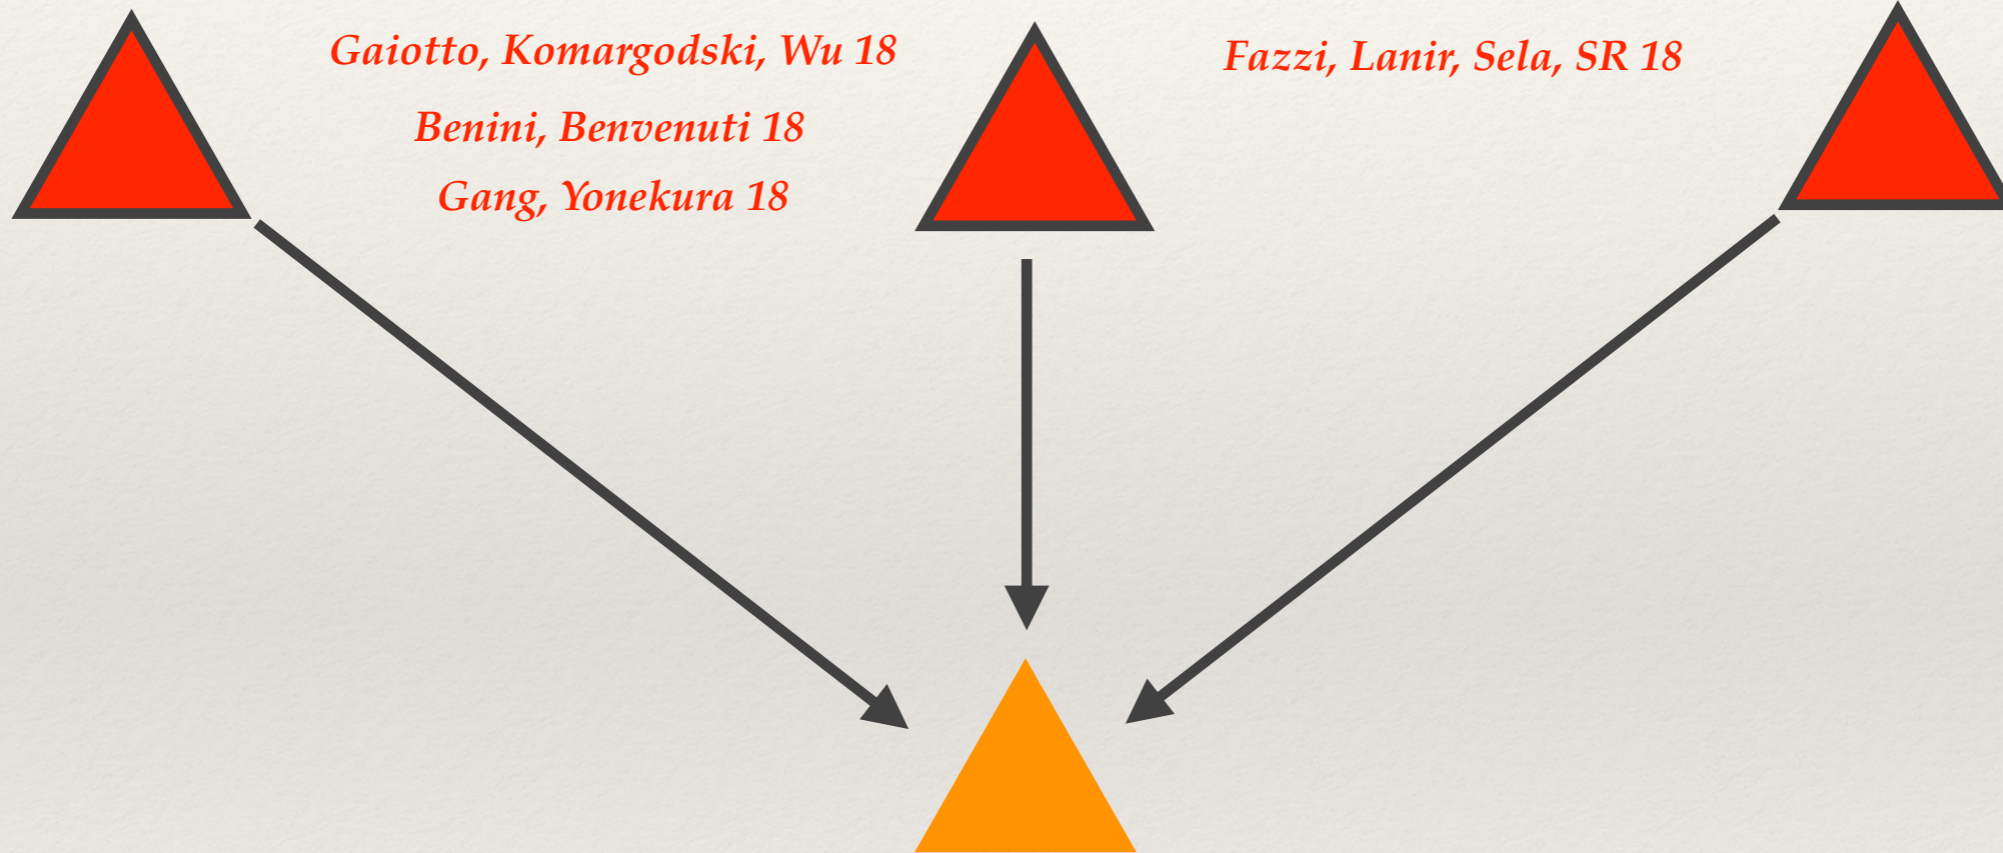 Gaiotto, Komargodski, Wu 18
Benini, Benvenuti 18
Gang, Yonekura 18
Fazzi, Lanir, Sela, SR 18